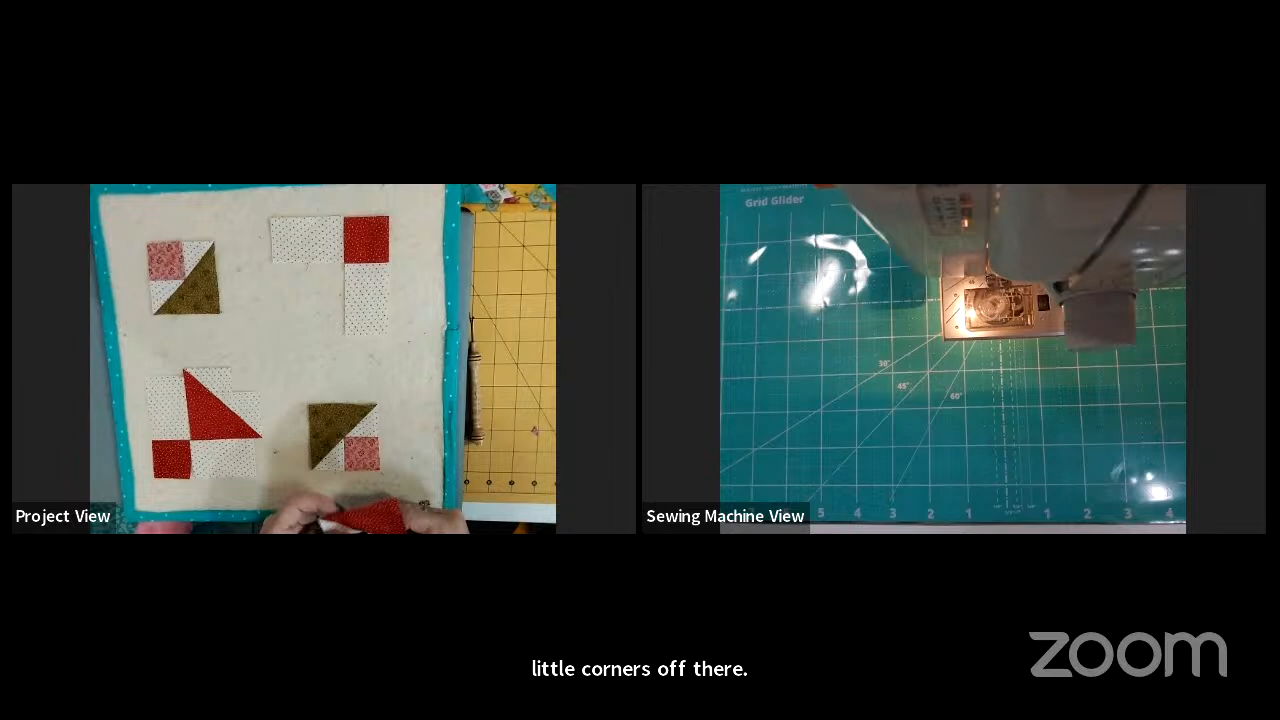 Grid Glider
30°
45°
60°
Project View
Sewing Machine View
5 4 3 2 1 1 2 3 4
little corners off there.
zoom